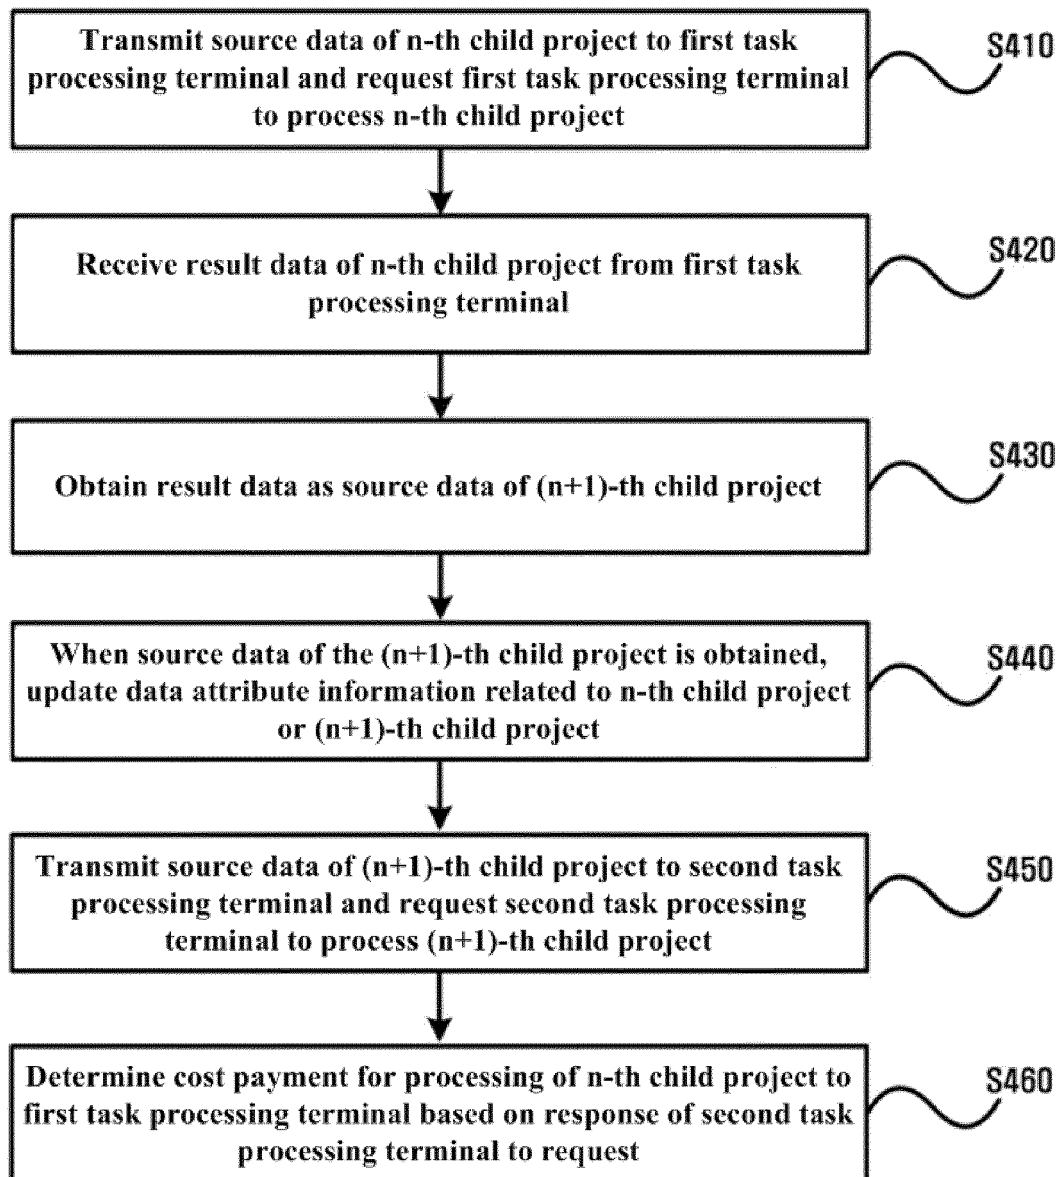 Transmit source data of n-th child project to first task
processing terminal and request first task processing terminal
to process n-th child project
S410
Receive result data of n-th child project from first task
processing terminal
S420
Obtain result data as source data of (n+1)-th child project
S430
When source data of the (n+1)-th child project is obtained,
update data attribute information related to n-th child project
or (n+1)-th child project
S440
Transmit source data of (n+1)-th child project to second task
processing terminal and request second task processing
terminal to process (n+1)-th child project
S450
Determine cost payment for processing of n-th child project to
first task processing terminal based on response of second task
processing terminal to request
S460